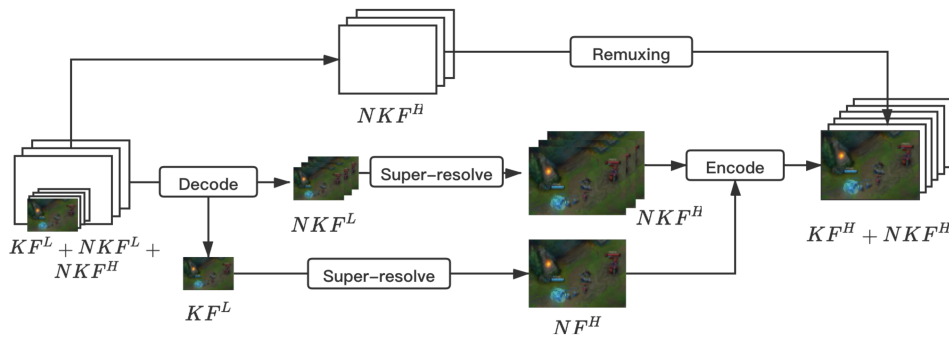 Remuxing
NKF^H
Decode
Super-resolve
Encode
NKF^L
NKF^H
KF^L + NKF^L +
NKF^H
KF^H + NKF^H
Super-resolve
KF^L
NF^H